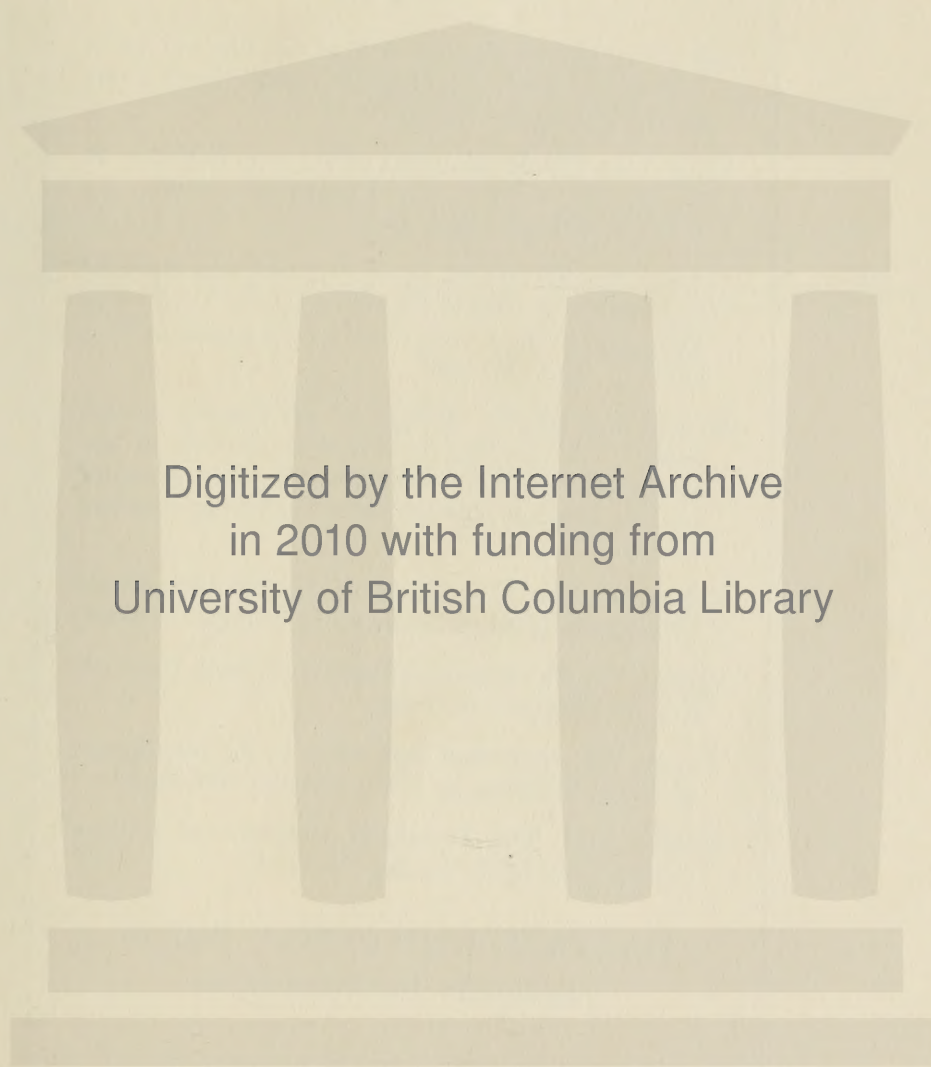 Digitized by the Internet Archive
in 2010 with funding from
University of British Columbia Library